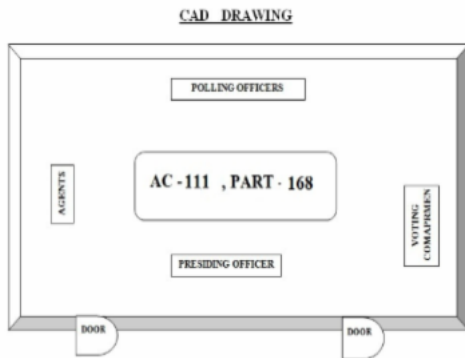 CAD DRAWING
POLLING OFFICERS
AC -111 , PART - 168
AGENTS
VOTING
COMAPRMEN
PRESIDING OFFICER
DOOR
DOOR